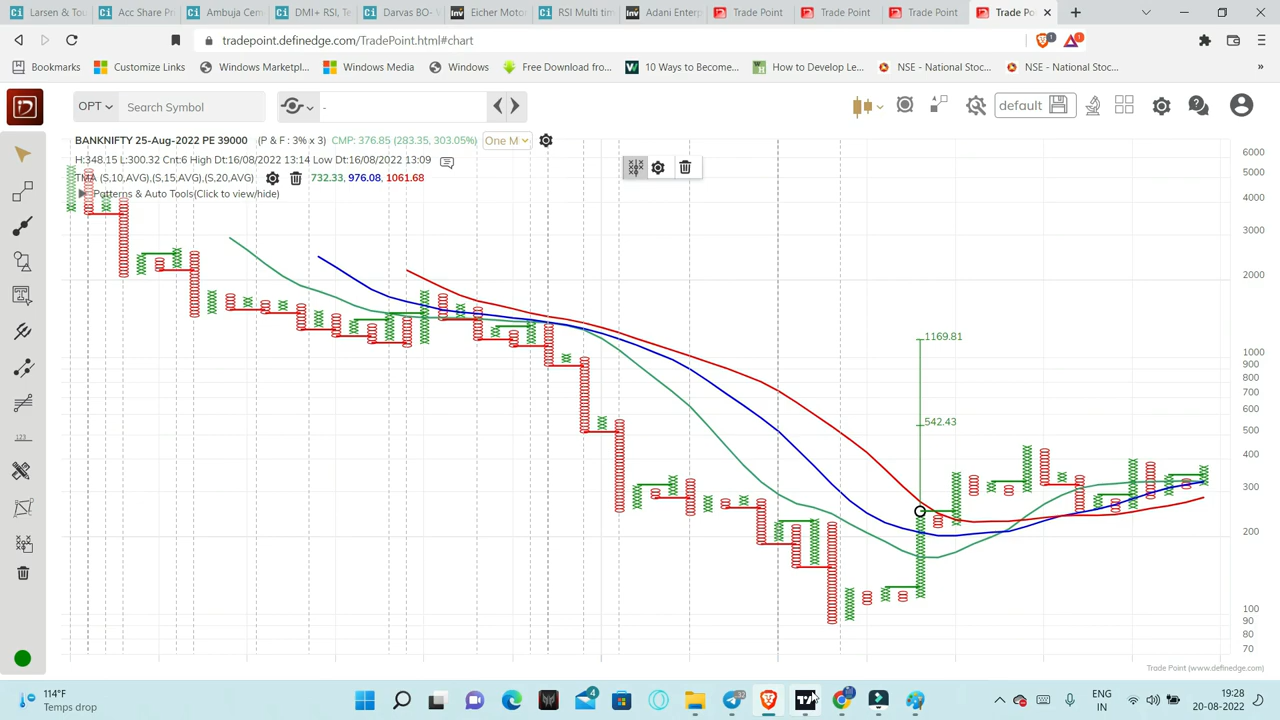 Larsen & Tou
Acc Share Pr
Ambuja Cem
DMI+ RSI, Te
Darvas BO- V
Eicher Motor
RSI Multi tim
Adani Enterp
Trade Point
Trade Point
Trade Point
Trade Po
tradepoint.definedge.com/TradePoint.html#chart
Bookmarks
Customize Links
Windows Marketpl...
Windows Media
Windows
Free Download fro...
10 Ways to Become...
How to Develop Le...
NSE - National Stoc...
NSE - National Stoc...
OPT
Search Symbol
-
default
BANKNIFTY 25-Aug-2022 PE 39000 (P & F : 3% x 3) CMP: 376.85 (283.35, 303.05%) One M
H:348.15 L:300.32 Cnt:6 High Dt:16/08/2022 13:14 Low Dt:16/08/2022 13:09
TMA (S,10,AVG),(S,15,AVG),(S,20,AVG) 732.33, 976.08, 1061.68
Patterns & Auto Tools(Click to view/hide)
6000
5000
4000
3000
2000
1000
900
800
700
600
500
400
300
200
100
90
80
70
1169.81
542.43
123
Trade Point (www.definedge.com)
114°F
Temps drop
4
32
ENG
IN
19:28
20-08-2022